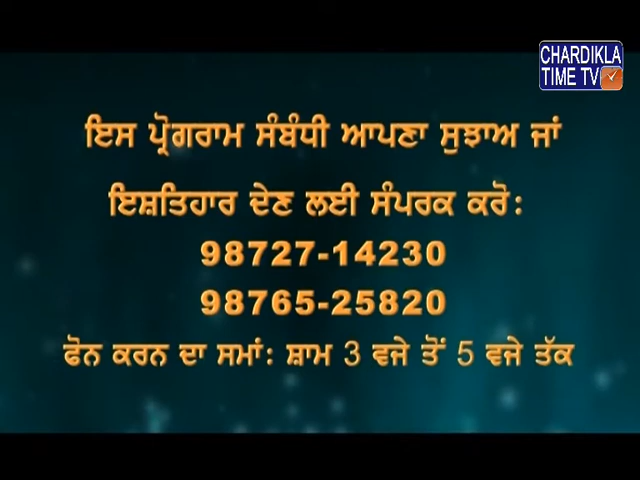 CHARDIKLA
TIME TV
ਇਸ ਪ੍ਰੋਗਰਾਮ ਸੰਬੰਧੀ ਆਪਣਾ ਸੁਝਾਅ ਜਾਂ
ਇਸ਼ਤਿਹਾਰ ਦੇਣ ਲਈ ਸੰਪਰਕ ਕਰੋ:
98727-14230
98765-25820
ਫੋਨ ਕਰਨ ਦਾ ਸਮਾਂ: ਸ਼ਾਮ 3 ਵਜੇ ਤੋਂ 5 ਵਜੇ ਤੱਕ